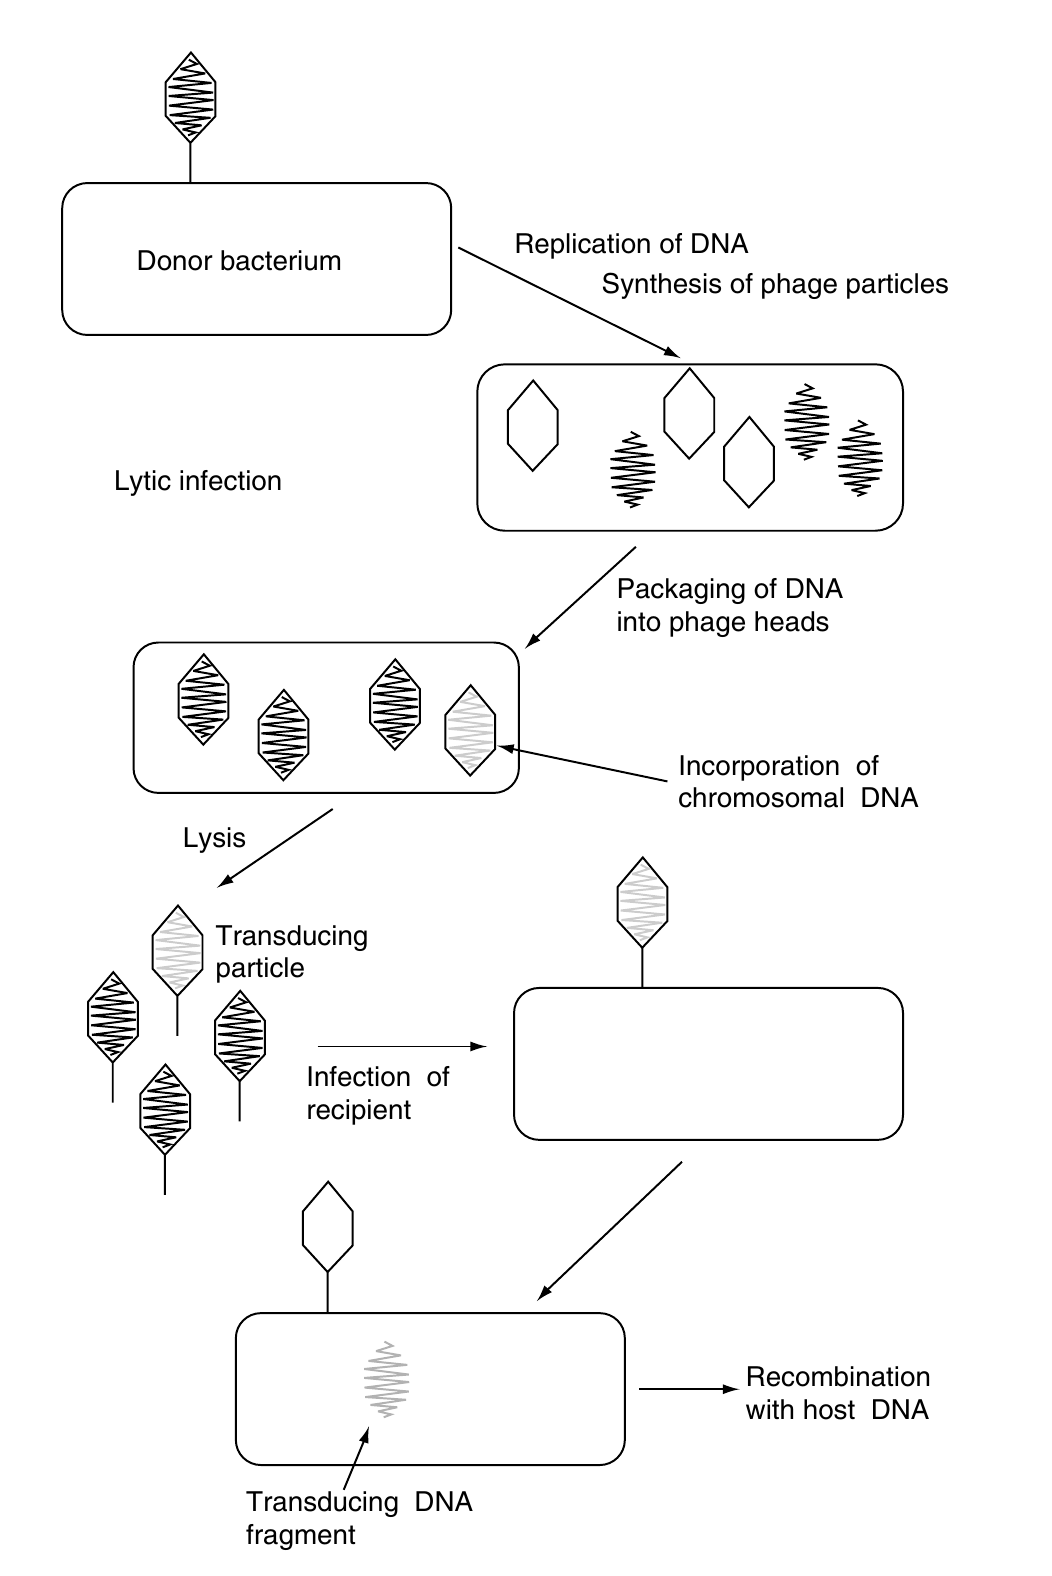 Donor bacterium
Replication of DNA
Synthesis of phage particles
Lytic infection
Packaging of DNA
into phage heads
Incorporation of
chromosomal DNA
Lysis
Transducing
particle
Infection of
recipient
Recombination
with host DNA
Transducing DNA
fragment